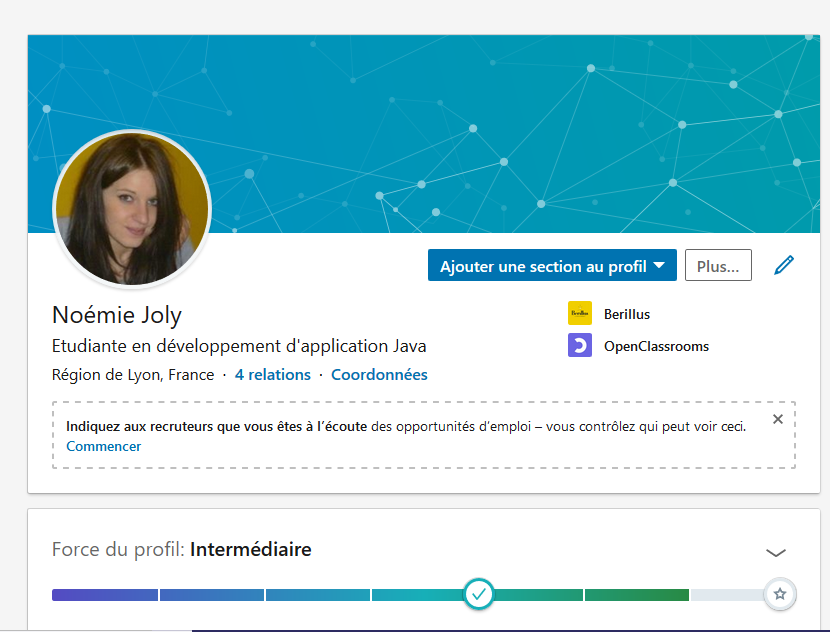 Ajouter une section au profil
Plus...
Noémie Joly
Etudiante en développement d'application Java
Région de Lyon, France · 4 relations · Coordonnées
Berillus
Berillus
OpenClassrooms
Indiquez aux recruteurs que vous êtes à l'écoute des opportunités d'emploi – vous contrôlez qui peut voir ceci.
Commencer
Force du profil: Intermédiaire